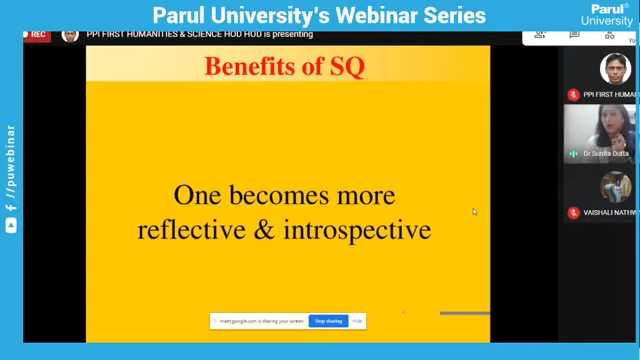 Parul University's Webinar Series
Parul®
University
REC
PPI FIRST HUMANITIES & SCIENCE HOD HOD is presenting
Yo
Benefits of SQ
One becomes more
reflective & introspective
PPI FIRST HUMAN
Dr Sunita Dutta
VAISHALI NATHW
//puwebinar
meet.google.com is sharing your screen.
Stop sharing
Hide